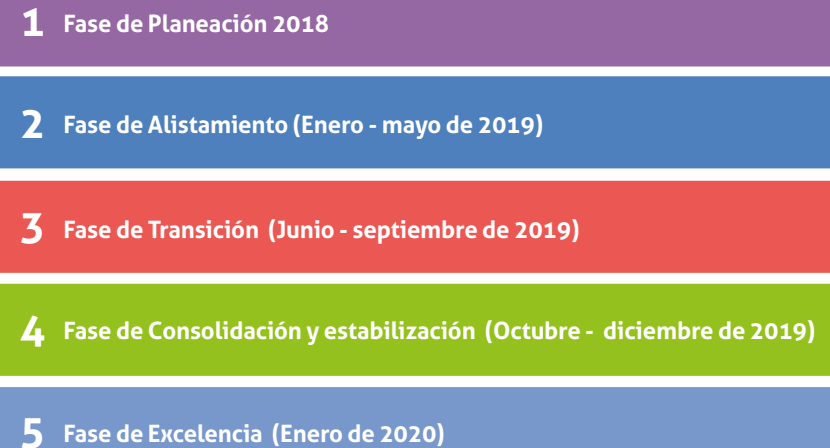 1 Fase de Planeación 2018
2 Fase de Alistamiento (Enero - mayo de 2019)
3 Fase de Transición (Junio - septiembre de 2019)
4 Fase de Consolidación y estabilización (Octubre - diciembre de 2019)
5 Fase de Excelencia (Enero de 2020)